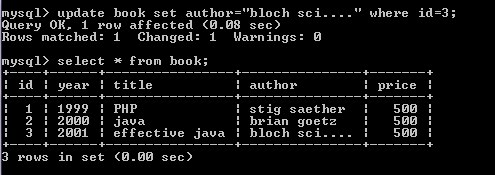 mysql> update book set author="bloch sci...." where id=3;
Query OK, 1 row affected (0.08 sec)
Rows matched: 1  Changed: 1  Warnings: 0
mysql> select * from book;
+----+------+----------------+--------------+-------+
| id | year | title          | author       | price |
+----+------+----------------+--------------+-------+
|  1 | 1999 | PHP            | stig saether |   500 |
|  2 | 2000 | java           | brian goetz  |   500 |
|  3 | 2001 | effective java | bloch sci.... |   500 |
+----+------+----------------+--------------+-------+
3 rows in set (0.00 sec)